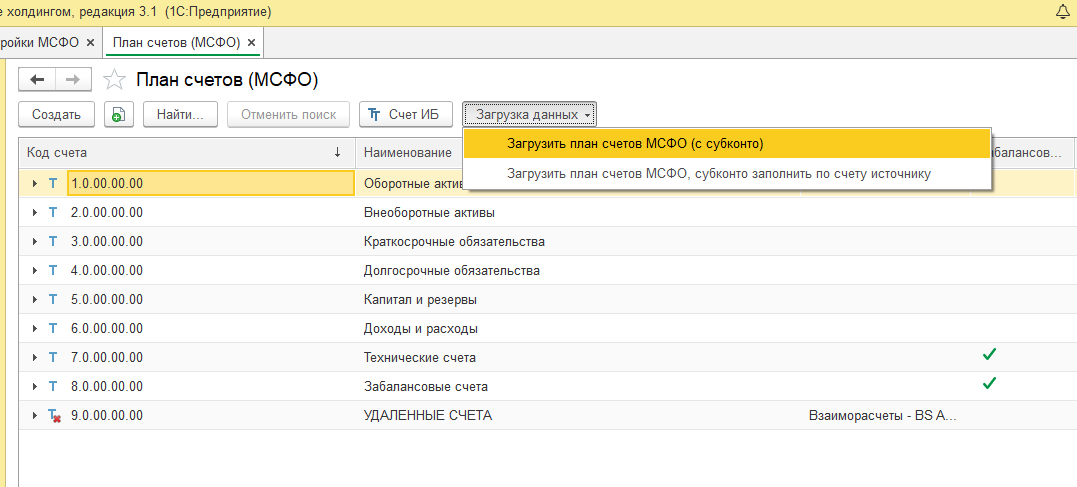 е холдингом, редакция 3.1 (1С:Предприятие)
ройки МСФО × План счетов (МСФО) ×
План счетов (МСФО)
Создать Найти... Отменить поиск Счет ИБ Загрузка данных
Загрузить план счетов МСФО (с субконто)
Загрузить план счетов МСФО, субконто заполнить по счету источнику
Код счета ↓ Наименование абалансов...
1.0.00.00.00 Оборотные актив
2.0.00.00.00 Внеоборотные активы
3.0.00.00.00 Краткосрочные обязательства
4.0.00.00.00 Долгосрочные обязательства
5.0.00.00.00 Капитал и резервы
6.0.00.00.00 Доходы и расходы
7.0.00.00.00 Технические счета
8.0.00.00.00 Забалансовые счета
9.0.00.00.00 УДАЛЕННЫЕ СЧЕТА Взаиморасчеты - BS A...